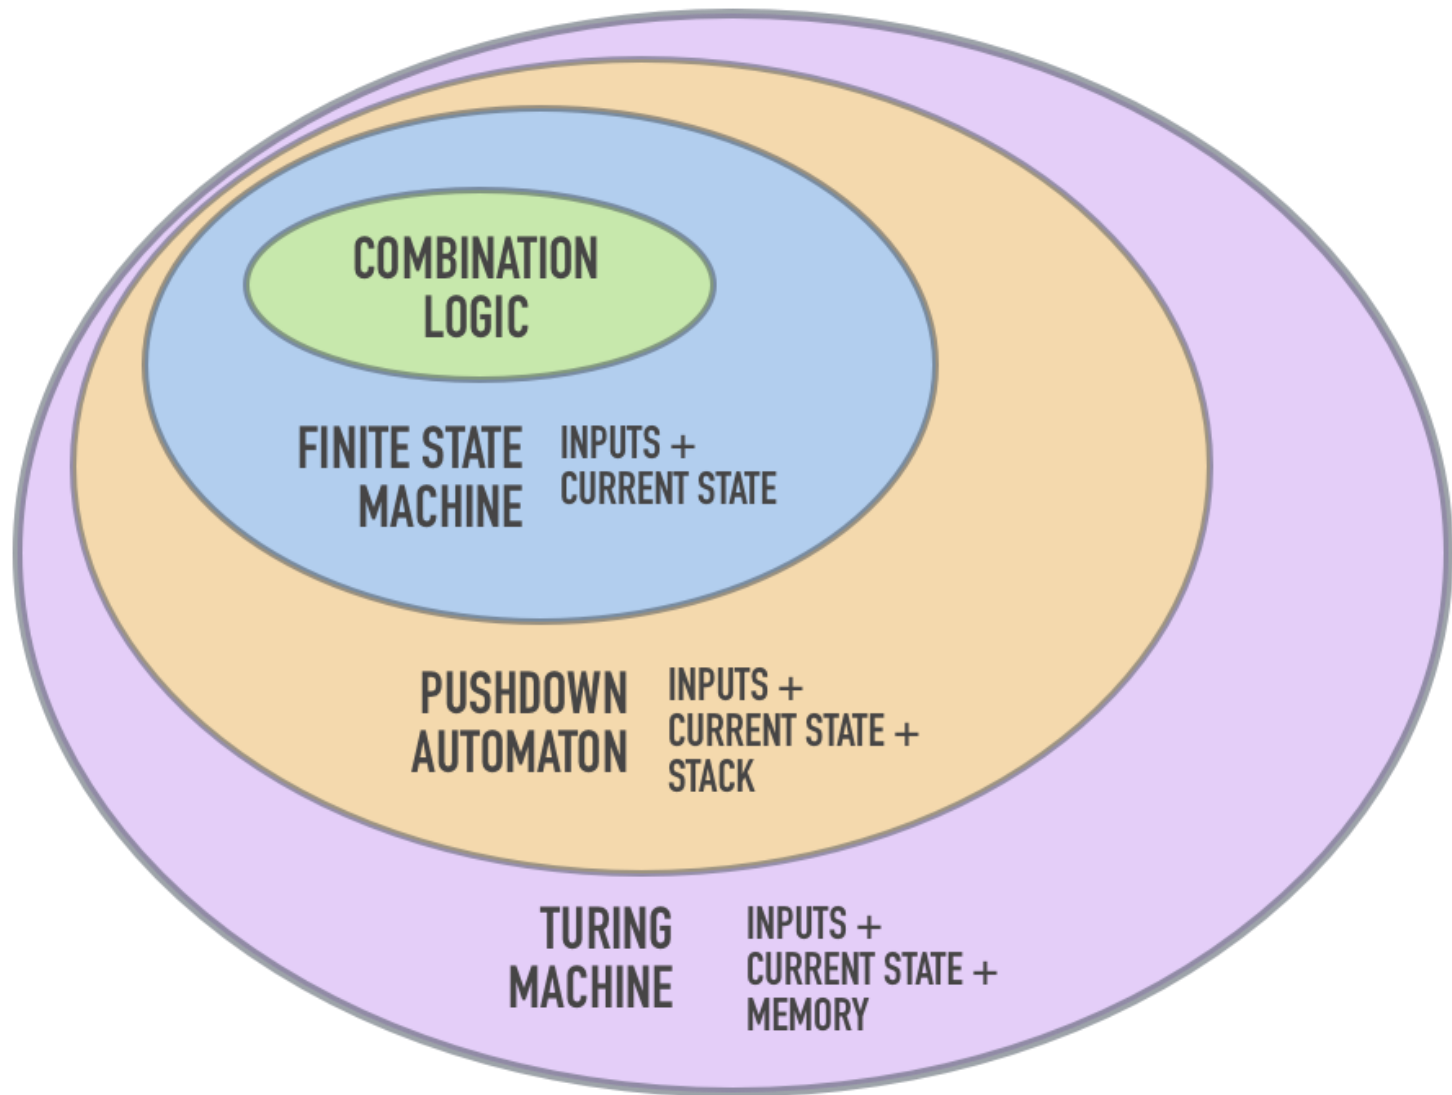 COMBINATION
LOGIC
FINITE STATE
MACHINE
INPUTS +
CURRENT STATE
PUSHDOWN
AUTOMATON
INPUTS +
CURRENT STATE +
STACK
TURING
MACHINE
INPUTS +
CURRENT STATE +
MEMORY